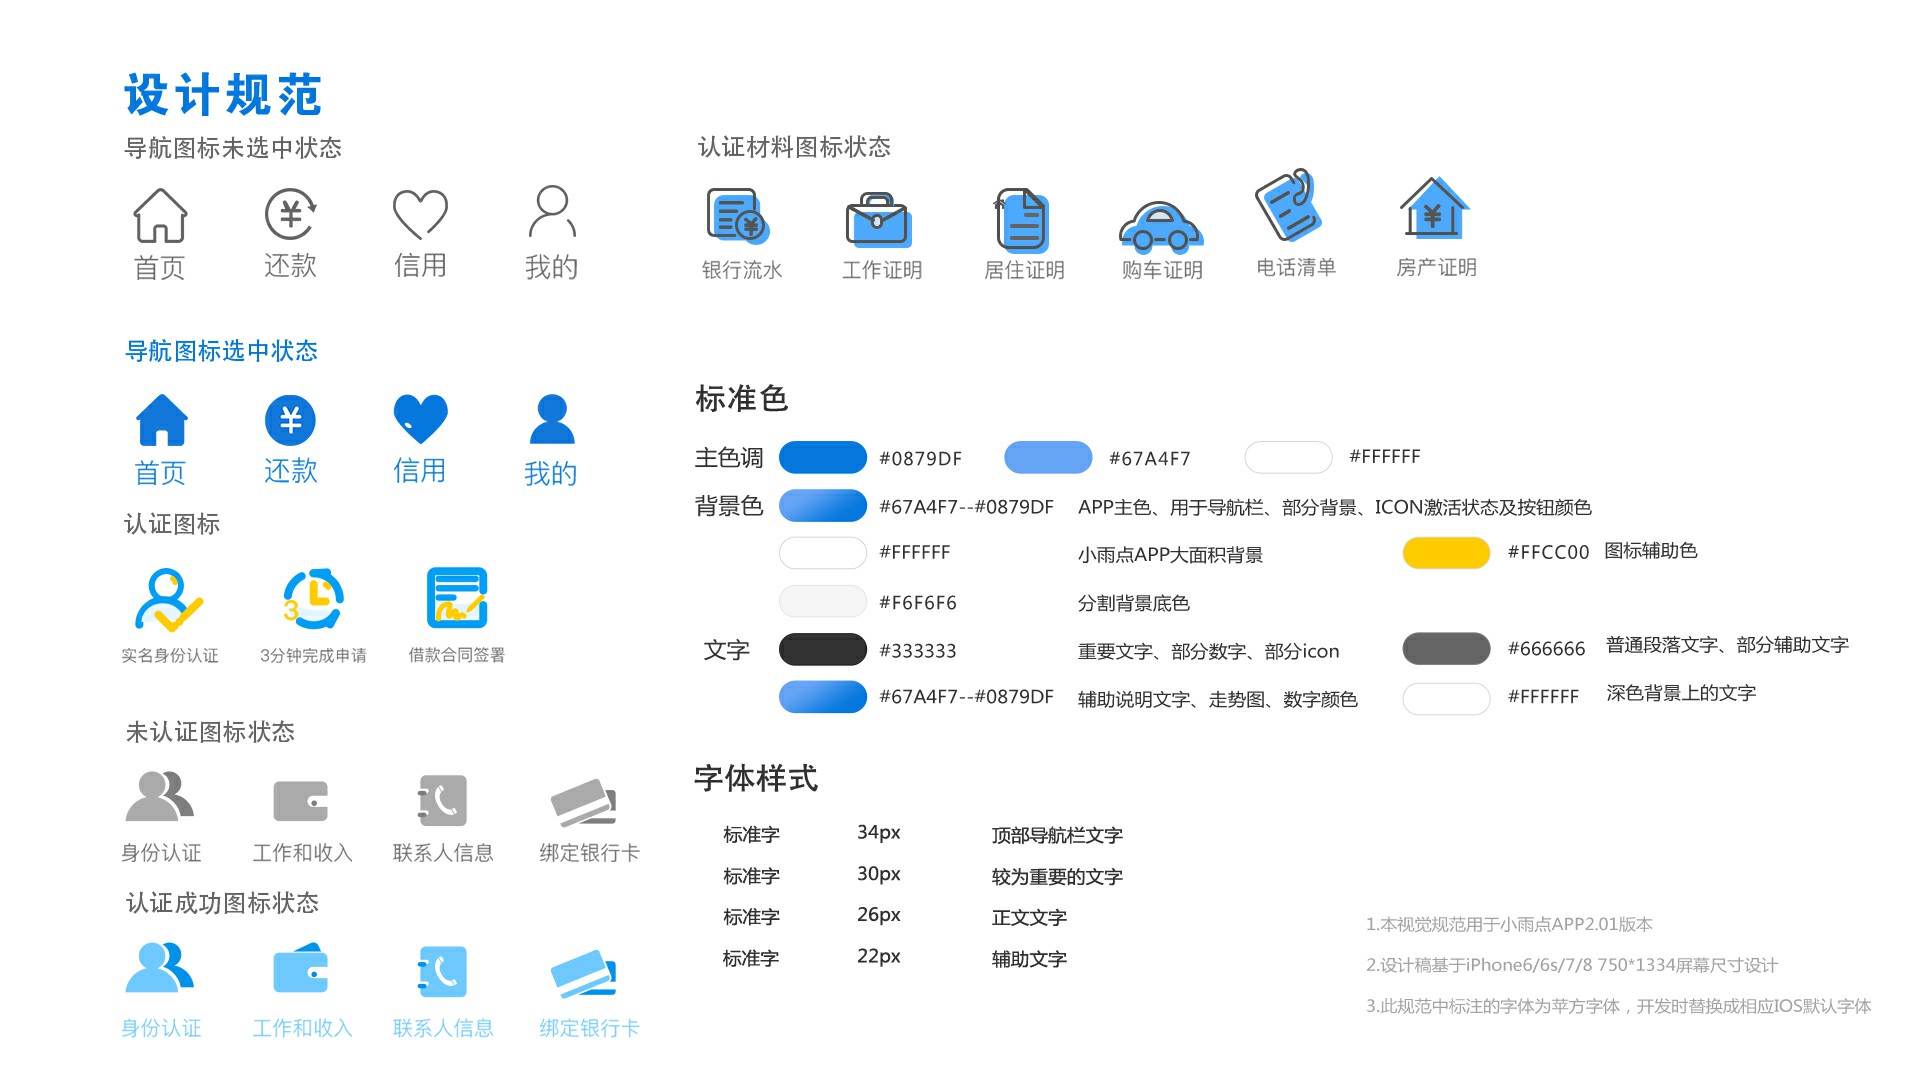 设计规范
导航图标未选中状态
首页 还款 信用 我的
导航图标选中状态
首页 还款 信用 我的
认证图标
3
实名身份认证 3分钟完成申请 借款合同签署
未认证图标状态
身份认证 工作和收入 联系人信息 绑定银行卡
认证成功图标状态
身份认证 工作和收入 联系人信息 绑定银行卡
认证材料图标状态
银行流水 工作证明 居住证明 购车证明 电话清单 房产证明
标准色
主色调 #0879DF #67A4F7 #FFFFFF
背景色 #67A4F7--#0879DF APP主色、用于导航栏、部分背景、ICON激活状态及按钮颜色
#FFFFFF 小雨点APP大面积背景 #FFCC00 图标辅助色
#F6F6F6 分割背景底色
文字 #333333 重要文字、部分数字、部分icon #666666 普通段落文字、部分辅助文字
#67A4F7--#0879DF 辅助说明文字、走势图、数字颜色 #FFFFFF 深色背景上的文字
字体样式
标准字 34px 顶部导航栏文字
标准字 30px 较为重要的文字
标准字 26px 正文文字
标准字 22px 辅助文字
1.本视觉规范用于小雨点APP2.01版本
2.设计稿基于iPhone6/6s/7/8 750*1334屏幕尺寸设计
3.此规范中标注的字体为苹方字体，开发时替换成相应IOS默认字体